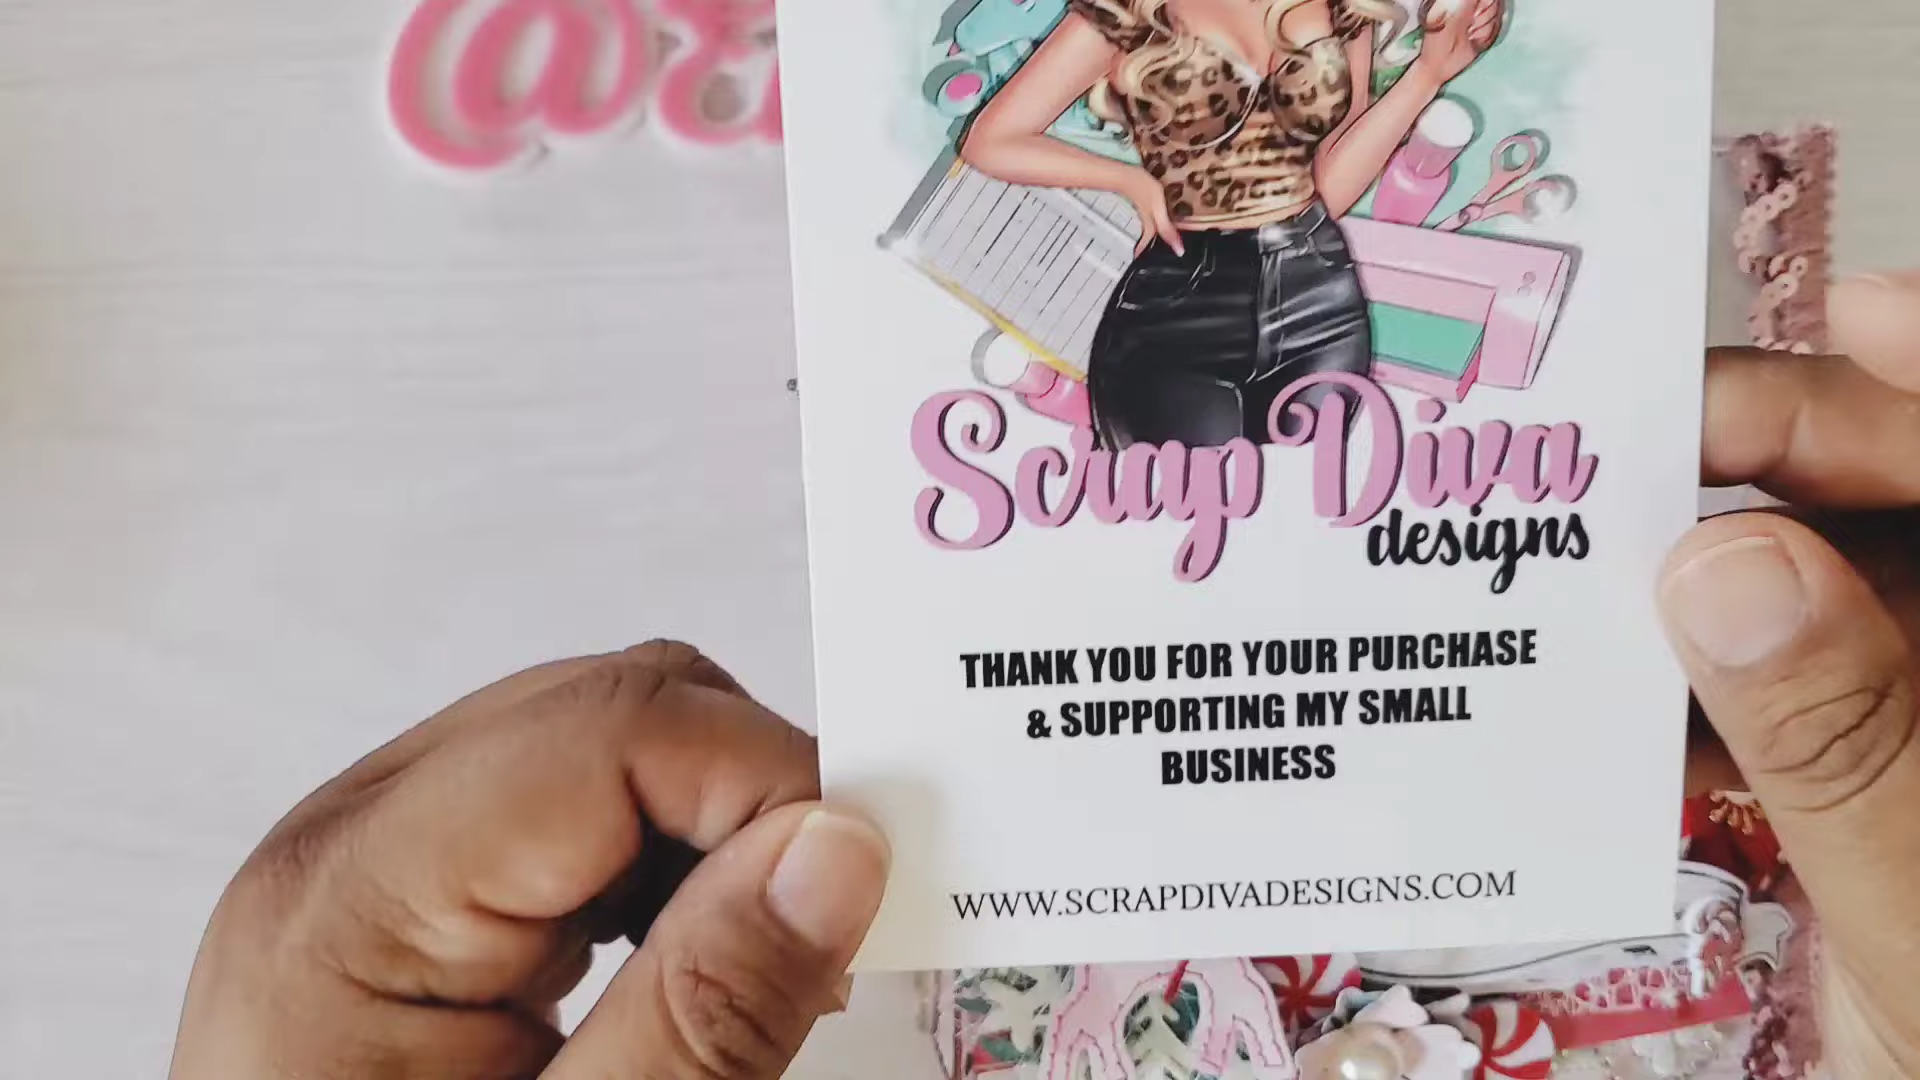 Scrap Diva
designs
THANK YOU FOR YOUR PURCHASE
& SUPPORTING MY SMALL
BUSINESS
WWW.SCRAPDIVADESIGNS.COM